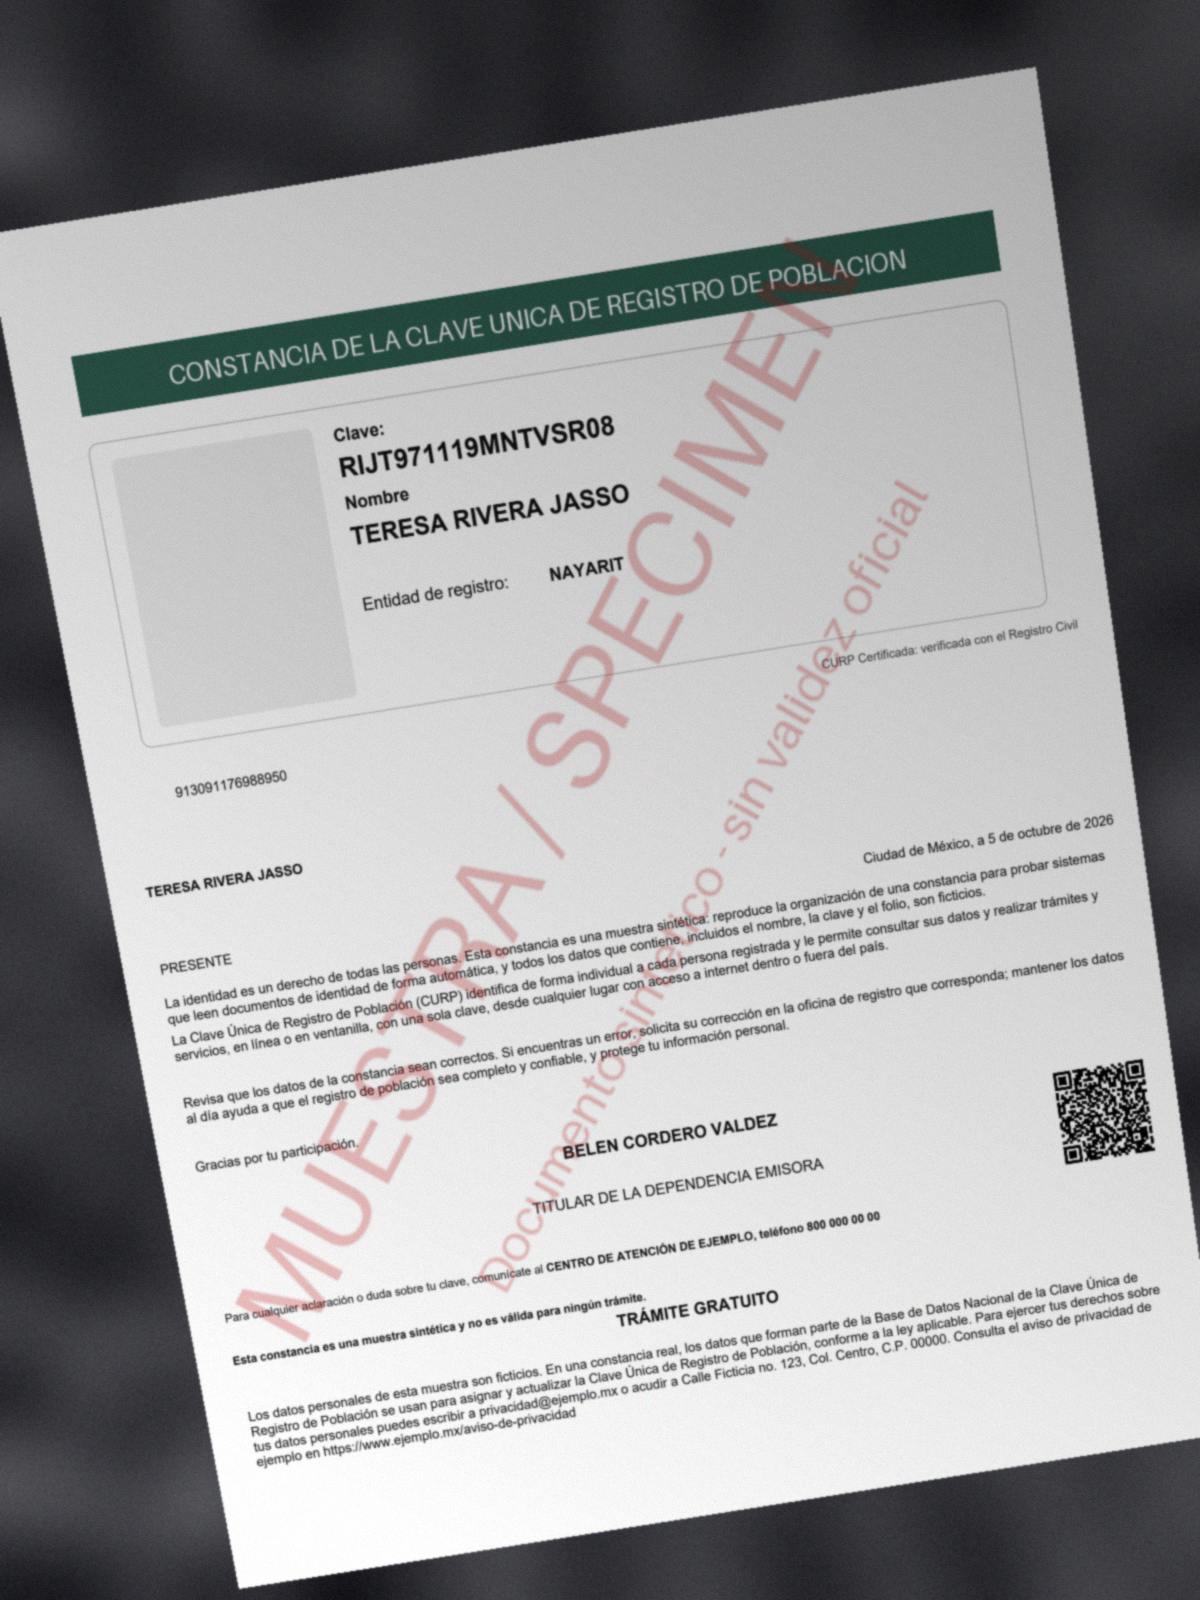 CONSTANCIA DE LA CLAVE UNICA DE REGISTRO DE POBLACION
Clave:
RIJT971119MNTVSR08
Nombre
TERESA RIVERA JASSO
Entidad de registro: NAYARIT
CURP Certificada: verificada con el Registro Civil
913091176988950
TERESA RIVERA JASSO
Ciudad de México, a 5 de octubre de 2026
PRESENTE
La identidad es un derecho de todas las personas. Esta constancia es una muestra sintética: reproduce la organización de una constancia para probar sistemas
que leen documentos de identidad de forma automática, y todos los datos que contiene, incluidos el nombre, la clave y el folio, son ficticios.
La Clave Única de Registro de Población (CURP) identifica de forma individual a cada persona registrada y le permite consultar sus datos y realizar trámites y
servicios, en línea o en ventanilla, con una sola clave, desde cualquier lugar con acceso a internet dentro o fuera del país.
Revisa que los datos de la constancia sean correctos. Si encuentras un error, solicita su corrección en la oficina de registro que corresponda; mantener los datos
al día ayuda a que el registro de población sea completo y confiable, y protege tu información personal.
Gracias por tu participación.
BELEN CORDERO VALDEZ
TITULAR DE LA DEPENDENCIA EMISORA
Para cualquier aclaración o duda sobre tu clave, comunícate al CENTRO DE ATENCIÓN DE EJEMPLO, teléfono 800 000 00 00
Esta constancia es una muestra sintética y no es válida para ningún trámite.
TRÁMITE GRATUITO
Los datos personales de esta muestra son ficticios. En una constancia real, los datos que forman parte de la Base de Datos Nacional de la Clave Única de
Registro de Población se usan para asignar y actualizar la Clave Única de Registro de Población, conforme a la ley aplicable. Para ejercer tus derechos sobre
tus datos personales puedes escribir a privacidad@ejemplo.mx o acudir a Calle Ficticia no. 123, Col. Centro, C.P. 00000. Consulta el aviso de privacidad de
ejemplo en https://www.ejemplo.mx/aviso-de-privacidad
MUESTRA / SPECIMEN
Documento sintético - sin validez oficial